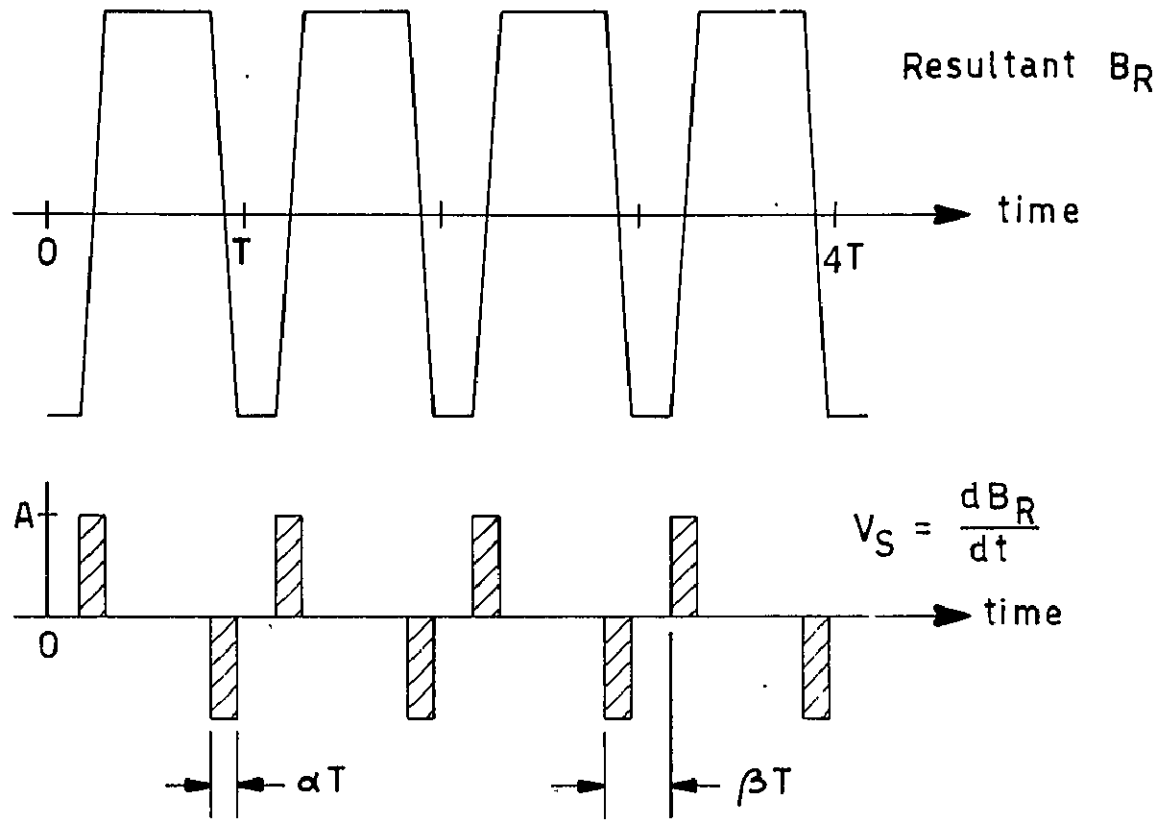 Resultant B_R
time
0
T
4T
A
V_S = dB_R/dt
time
0
αT
βT